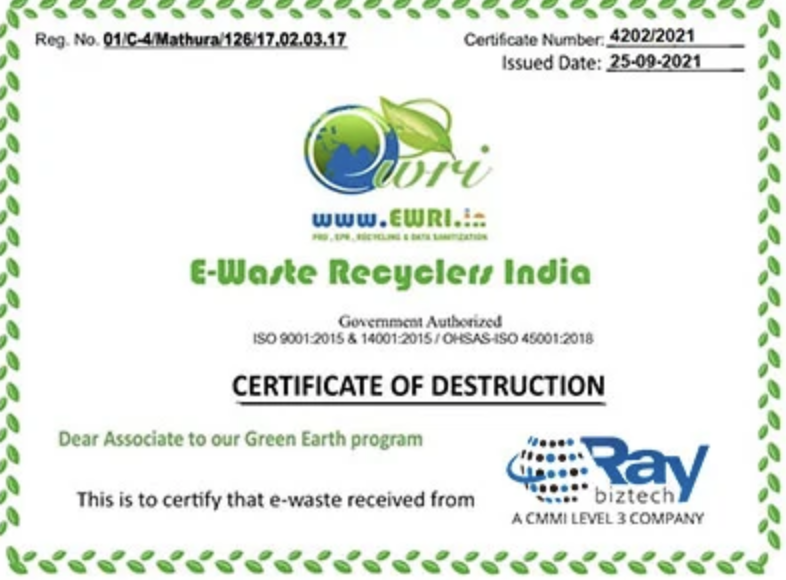 Reg. No. 01/C-4/Mathura/126/17,02.03.17
Certificate Number: 4202/2021
Issued Date: 25-09-2021
ewri
www.EWRI.in
PRO , EPR , RECYCLING & DATA SANITIZATION
E-Waste Recyclers India
Government Authorized
ISO 9001:2015 & 14001:2015 / OHSAS-ISO 45001:2018
CERTIFICATE OF DESTRUCTION
Dear Associate to our Green Earth program
This is to certify that e-waste received from
Ray
biztech
A CMMI LEVEL 3 COMPANY